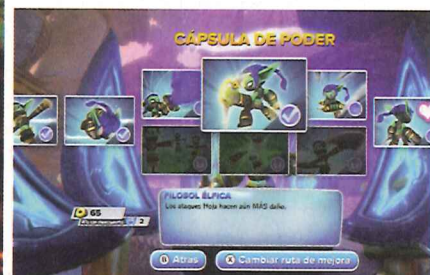 CÁPSULA DE PODER
FILOSOL ÉLFICA
Los ataques Hoja hacen aún MÁS daño.
65
2
B Atrás
X Cambiar ruta de mejora